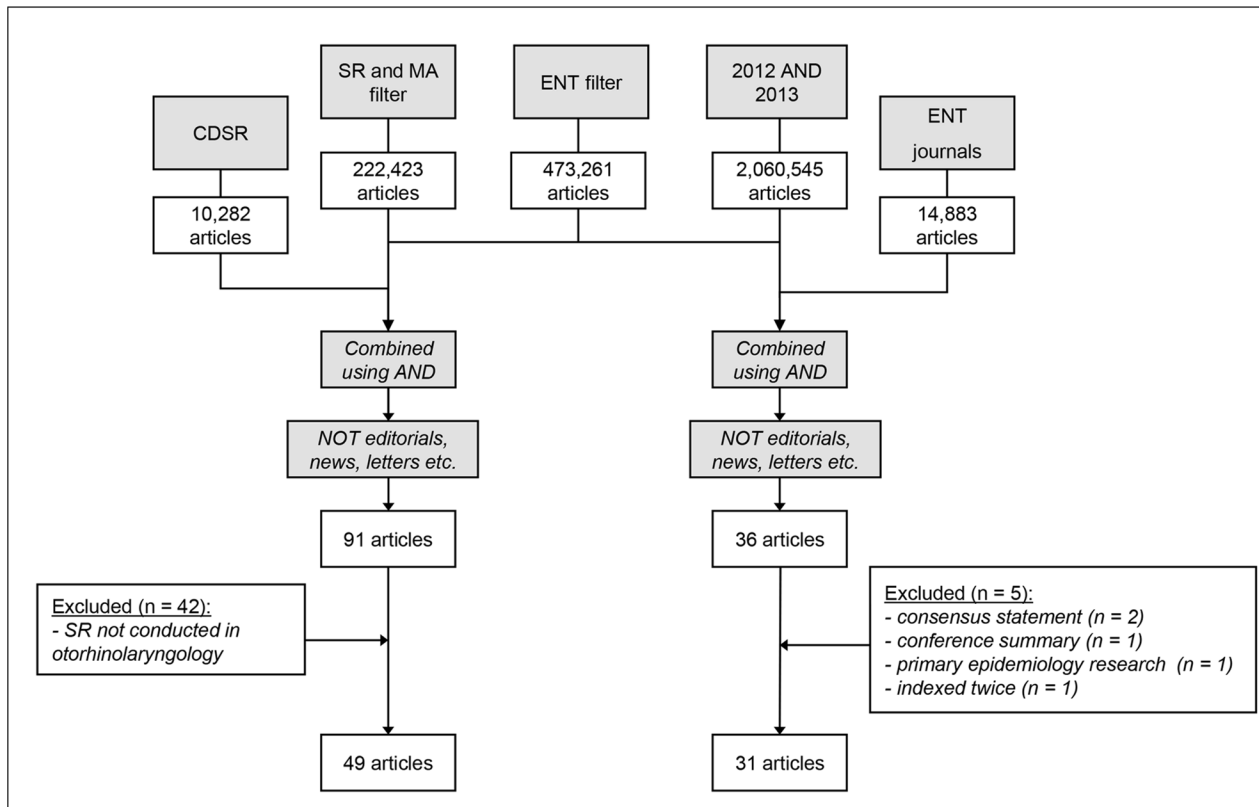 SR and MA
filter
ENT filter
2012 AND
2013
CDSR
ENT
journals
222,423
articles
473,261
articles
2,060,545
articles
10,282
articles
14,883
articles
Combined
using AND
Combined
using AND
NOT editorials,
news, letters etc.
NOT editorials,
news, letters etc.
91 articles
36 articles
Excluded (n = 42):
- SR not conducted in
otorhinolaryngology
Excluded (n = 5):
- consensus statement (n = 2)
- conference summary (n = 1)
- primary epidemiology research (n = 1)
- indexed twice (n = 1)
49 articles
31 articles